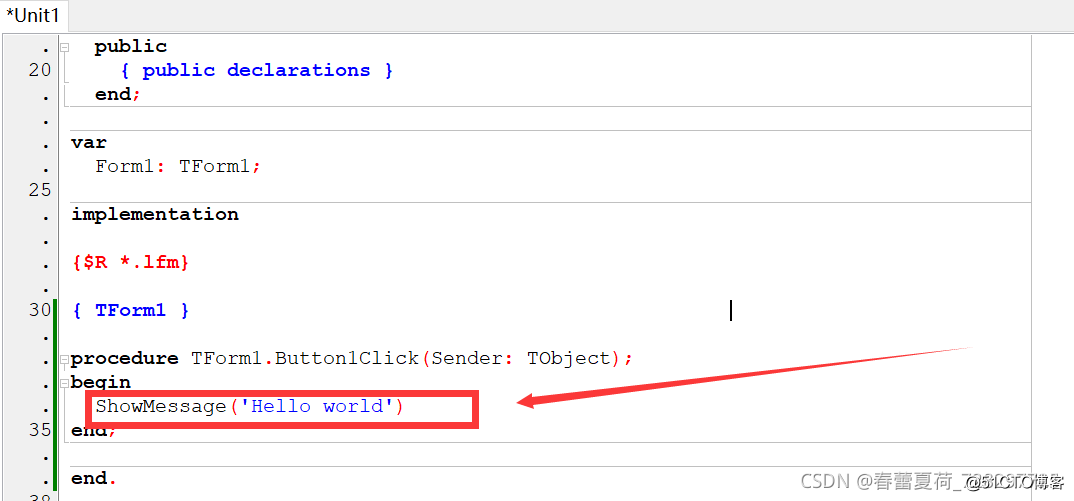 *Unit1
. public
20 { public declarations }
. end;
.
. var
. Form1: TForm1;
25
. implementation
.
. {$R *.lfm}
.
30 { TForm1 }
.
. procedure TForm1.Button1Click(Sender: TObject);
. begin
. ShowMessage('Hello world')
35 end;
.
. end.
38
CSDN @春蕾夏荷_
@51CTO博客